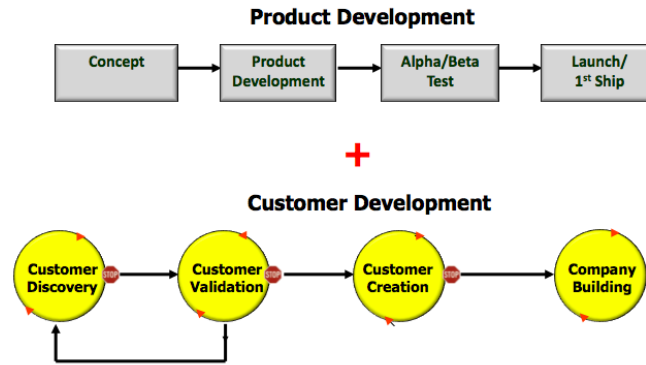 Product Development
Concept
Product
Development
Alpha/Beta
Test
Launch/
1st Ship
+
Customer Development
Customer
Discovery
STOP
Customer
Validation
STOP
Customer
Creation
STOP
Company
Building